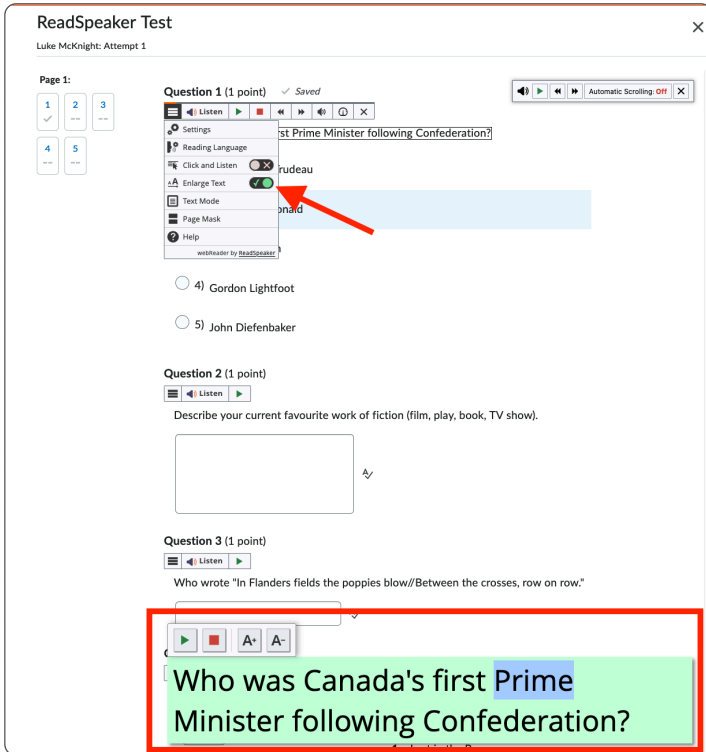 ReadSpeaker Test
Luke McKnight: Attempt 1
Page 1:
1
2
3
--
--
4
5
--
--
Question 1 (1 point) Saved
Automatic Scrolling: Off
Listen
Settings
rst Prime Minister following Confederation?
Reading Language
Click and Listen
rudeau
Enlarge Text
Text Mode
onald
Page Mask
Help
webReader by ReadSpeaker
4) Gordon Lightfoot
5) John Diefenbaker
Question 2 (1 point)
Listen
Describe your current favourite work of fiction (film, play, book, TV show).
Question 3 (1 point)
Listen
Who wrote "In Flanders fields the poppies blow//Between the crosses, row on row."
A+ A-
Who was Canada's first Prime
Minister following Confederation?